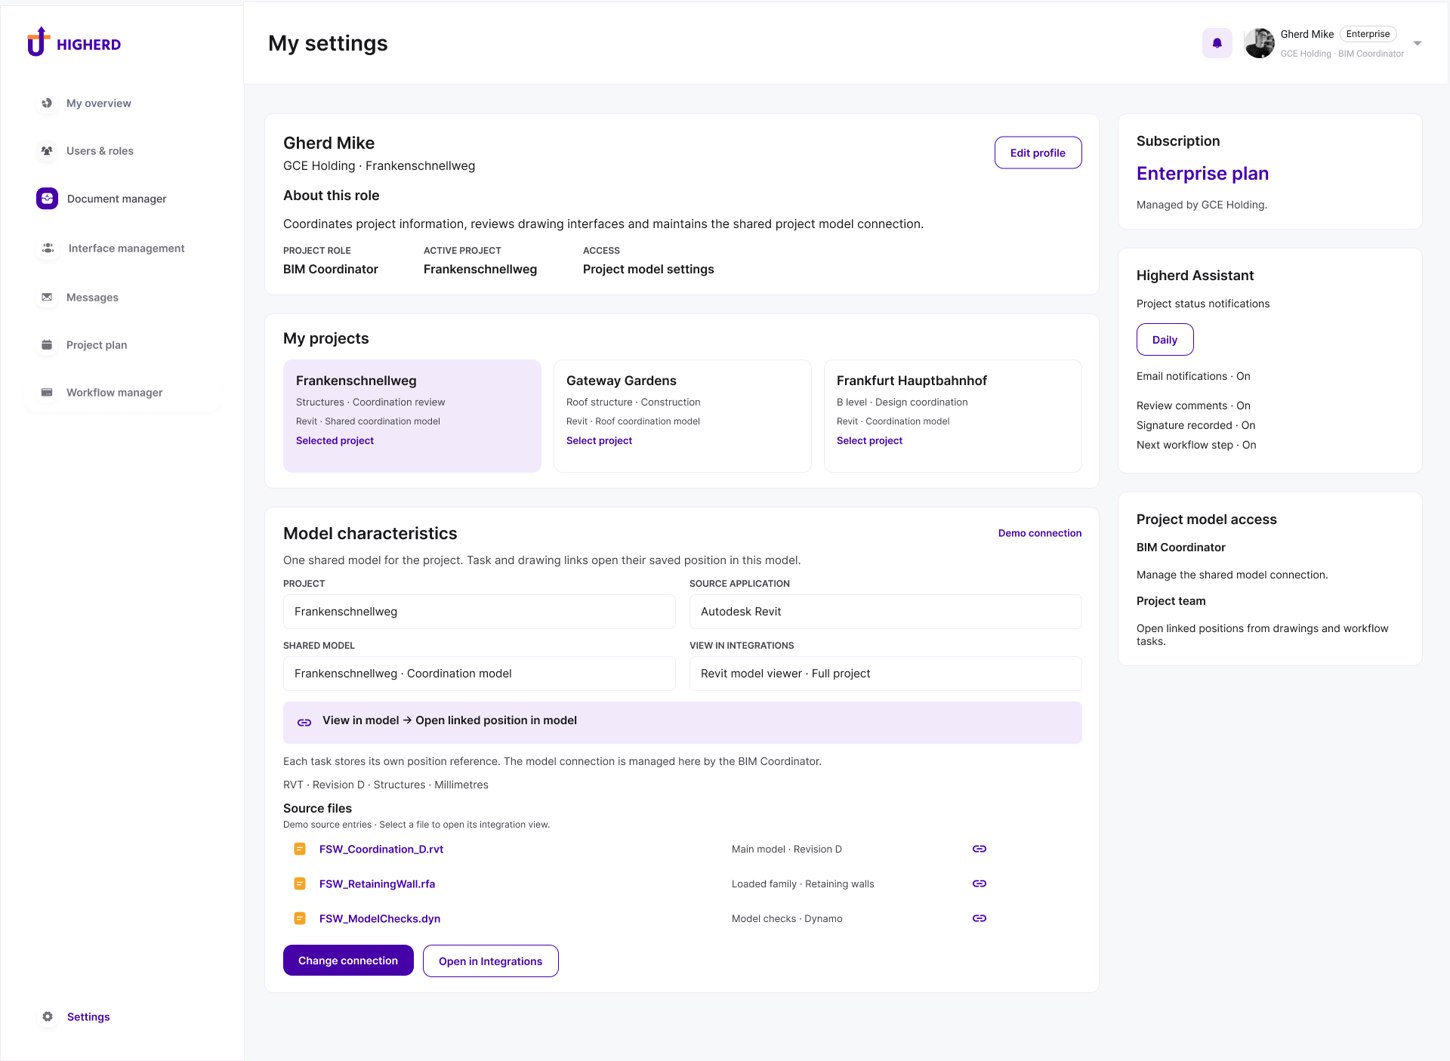 HIGHERD
My overview
Users & roles
Document manager
Interface management
Messages
Project plan
Workflow manager
Settings
My settings
Gherd Mike
Enterprise
GCE Holding · BIM Coordinator
Gherd Mike
GCE Holding · Frankenschnellweg
Edit profile
About this role
Coordinates project information, reviews drawing interfaces and maintains the shared project model connection.
PROJECT ROLE
BIM Coordinator
ACTIVE PROJECT
Frankenschnellweg
ACCESS
Project model settings
My projects
Frankenschnellweg
Structures · Coordination review
Revit · Shared coordination model
Selected project
Gateway Gardens
Roof structure · Construction
Revit · Roof coordination model
Select project
Frankfurt Hauptbahnhof
B level · Design coordination
Revit · Coordination model
Select project
Model characteristics
Demo connection
One shared model for the project. Task and drawing links open their saved position in this model.
PROJECT
Frankenschnellweg
SOURCE APPLICATION
Autodesk Revit
SHARED MODEL
Frankenschnellweg · Coordination model
VIEW IN INTEGRATIONS
Revit model viewer · Full project
View in model → Open linked position in model
Each task stores its own position reference. The model connection is managed here by the BIM Coordinator.
RVT · Revision D · Structures · Millimetres
Source files
Demo source entries · Select a file to open its integration view.
FSW_Coordination_D.rvt
Main model · Revision D
FSW_RetainingWall.rfa
Loaded family · Retaining walls
FSW_ModelChecks.dyn
Model checks · Dynamo
Change connection
Open in Integrations
Subscription
Enterprise plan
Managed by GCE Holding.
Higherd Assistant
Project status notifications
Daily
Email notifications · On
Review comments · On
Signature recorded · On
Next workflow step · On
Project model access
BIM Coordinator
Manage the shared model connection.
Project team
Open linked positions from drawings and workflow
tasks.